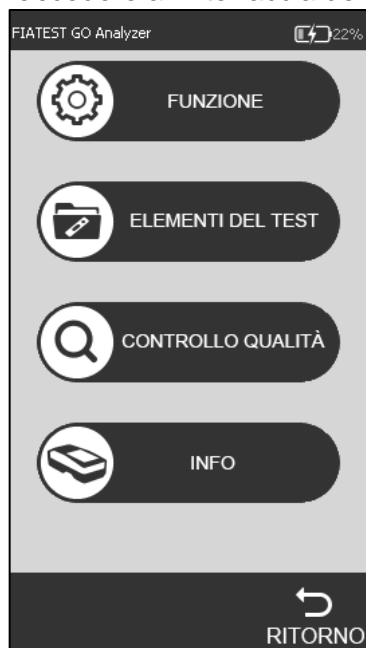 FIATEST GO Analyzer 22%
FUNZIONE
ELEMENTI DEL TEST
CONTROLLO QUALITÀ
INFO
RITORNO